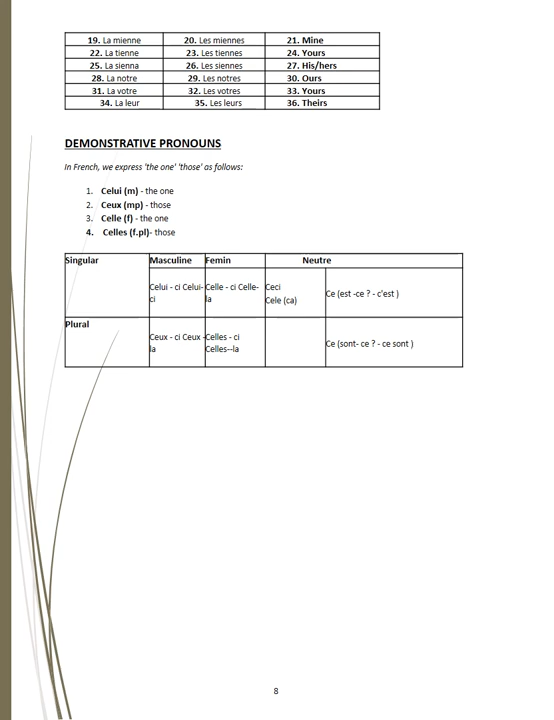 19. La mienne 20. Les miennes 21. Mine
22. La tienne 23. Les tiennes 24. Yours
25. La sienna 26. Les siennes 27. His/hers
28. La notre 29. Les notres 30. Ours
31. La votre 32. Les votres 33. Yours
34. La leur 35. Les leurs 36. Theirs
DEMONSTRATIVE PRONOUNS
In French, we express 'the one' 'those' as follows:
1. Celui (m) - the one
2. Ceux (mp) - those
3. Celle (f) - the one
4. Celles (f.pl)- those
Singular Masculine Femin Neutre
Celui - ci Celui- Celle - ci Celle- Ceci Ce (est -ce ? - c'est )
ci la Cele (ca)
Plural
Ceux - ci Ceux - Celles - ci Ce (sont- ce ? - ce sont )
la Celles--la
8